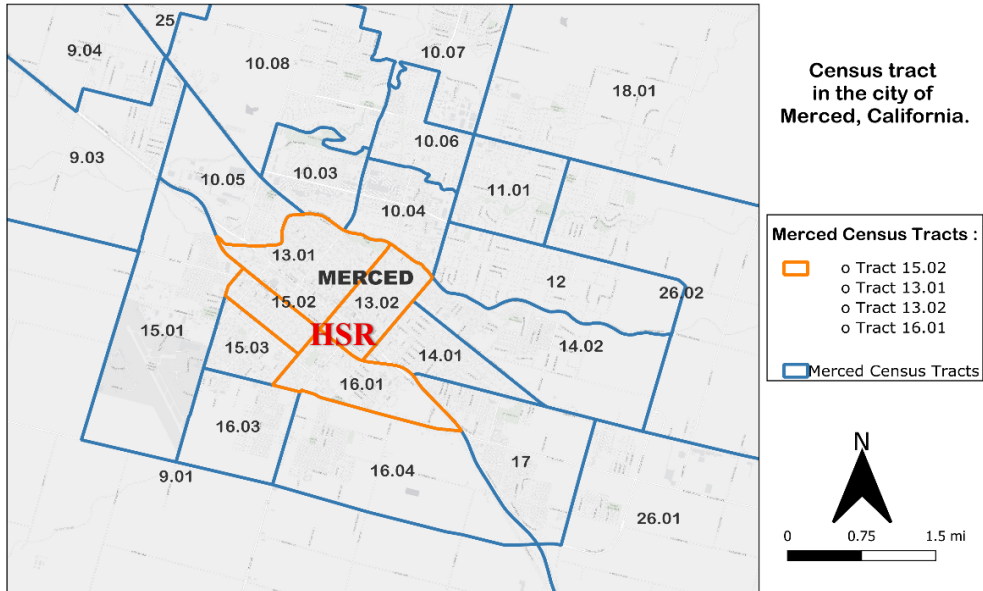 25
9.04
10.08
10.07
18.01
9.03
10.06
10.05
10.03
11.01
10.04
13.01
MERCED
12
26.02
15.02
13.02
HSR
15.01
15.03
14.01
14.02
16.01
16.03
16.04
17
9.01
26.01
Census tract
in the city of
Merced, California.
Merced Census Tracts :
o Tract 15.02
o Tract 13.01
o Tract 13.02
o Tract 16.01
Merced Census Tracts
N
0 0.75 1.5 mi